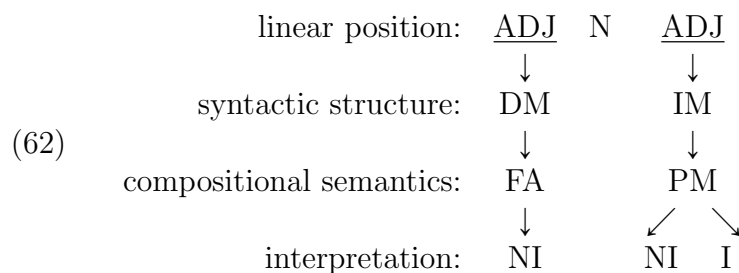 linear position: ADJ N ADJ
↓ ↓
syntactic structure: DM IM
(62) ↓ ↓
compositional semantics: FA PM
↓ ↙ ↘
interpretation: NI NI I